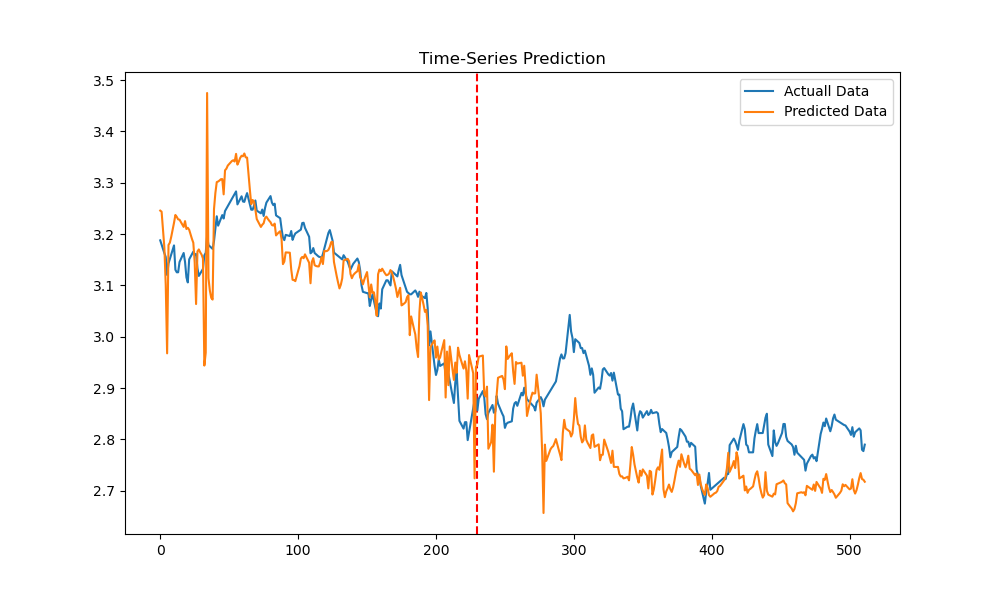 Time-Series Prediction
Actuall Data
Predicted Data
3.5
3.4
3.3
3.2
3.1
3.0
2.9
2.8
2.7
0 100 200 300 400 500